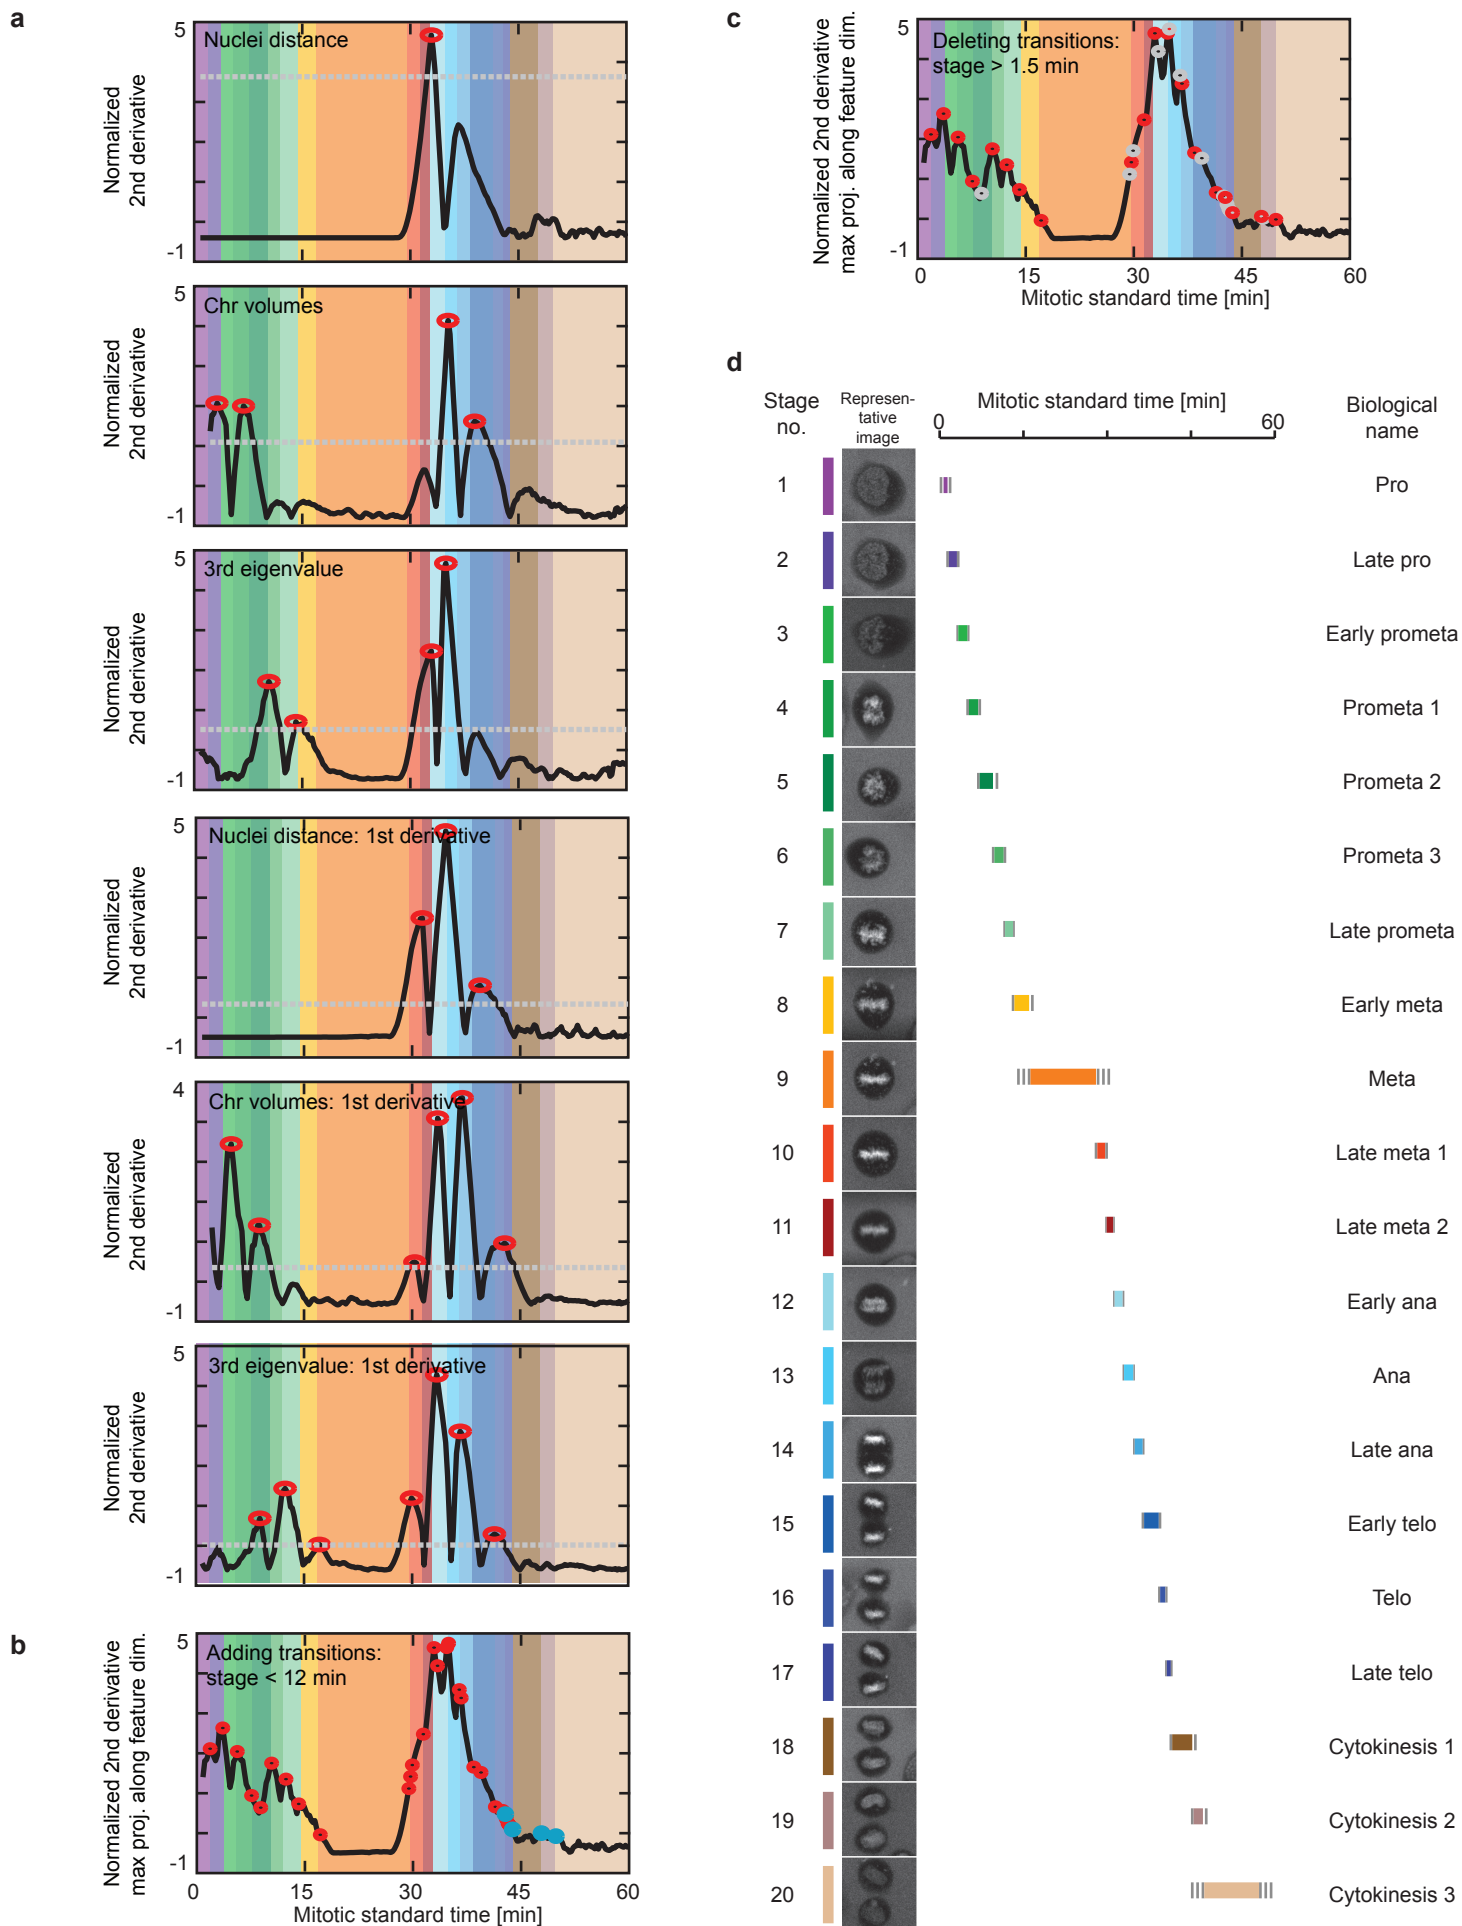 a
5
Nuclei distance
Normalized
2nd derivative
-1
5
Chr volumes
Normalized
2nd derivative
-1
5
3rd eigenvalue
Normalized
2nd derivative
-1
5
Nuclei distance: 1st derivative
Normalized
2nd derivative
-1
4
Chr volumes: 1st derivative
Normalized
2nd derivative
-1
5
3rd eigenvalue: 1st derivative
Normalized
2nd derivative
-1
b
5
Adding transitions:
stage < 12 min
Normalized 2nd derivative
max proj. along feature dim.
-1
0 15 30 45 60
Mitotic standard time [min]
c
5
Deleting transitions:
stage > 1.5 min
Normalized 2nd derivative
max proj. along feature dim.
-1
0 15 30 45 60
Mitotic standard time [min]
d
Stage
no.
Represen-
tative
image
Mitotic standard time [min]
0 60
Biological
name
1 Pro
2 Late pro
3 Early prometa
4 Prometa 1
5 Prometa 2
6 Prometa 3
7 Late prometa
8 Early meta
9 Meta
10 Late meta 1
11 Late meta 2
12 Early ana
13 Ana
14 Late ana
15 Early telo
16 Telo
17 Late telo
18 Cytokinesis 1
19 Cytokinesis 2
20 Cytokinesis 3